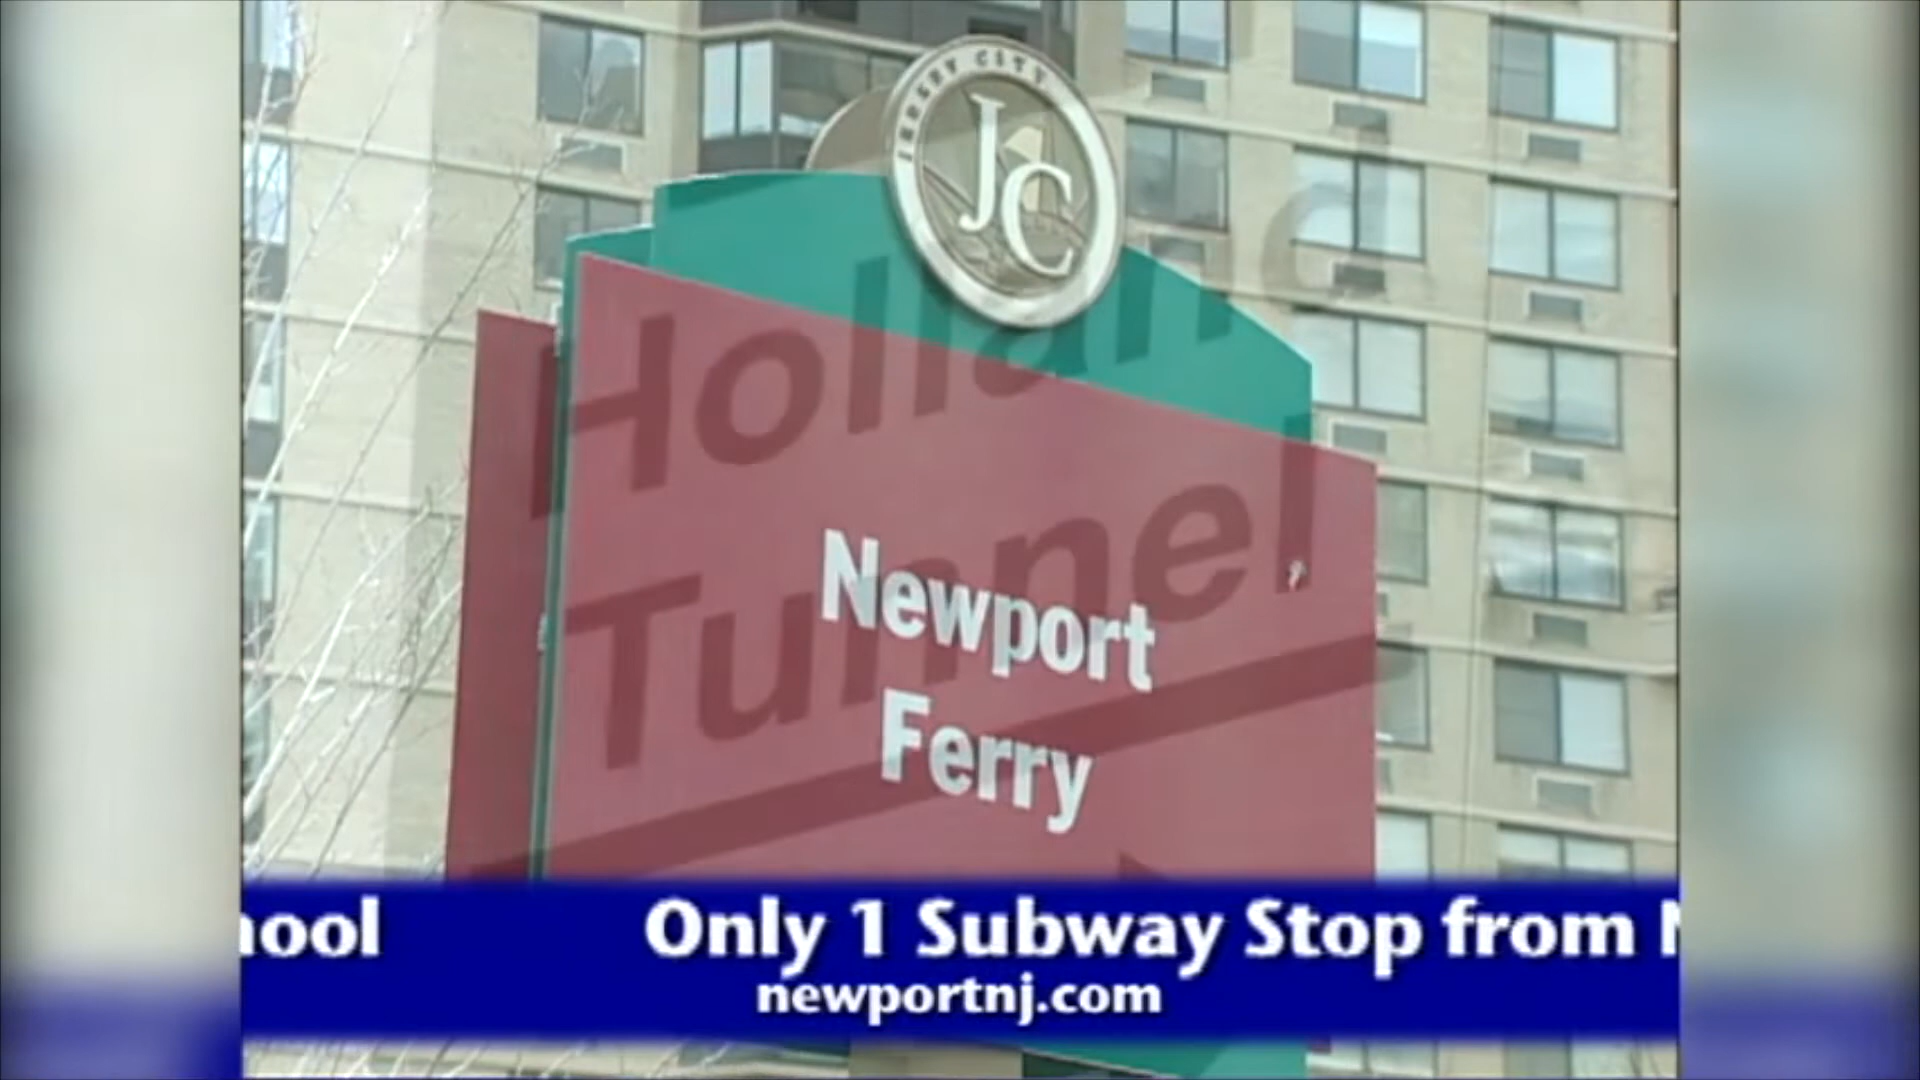 JERSEY CITY
JC
Holland
Tunnel
Newport
Ferry
hool Only 1 Subway Stop from N
newportnj.com